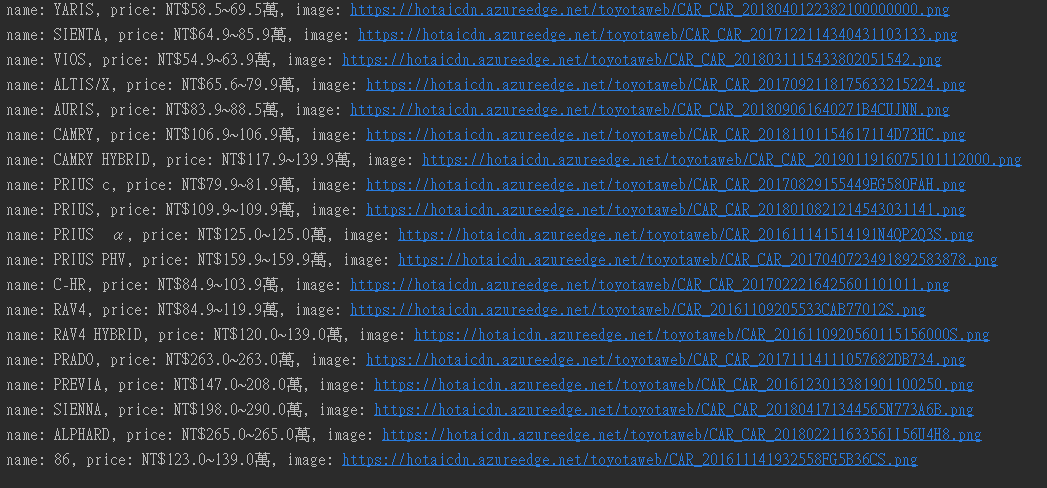 name: YARIS, price: NT$58.5~69.5萬, image: https://hotaicdn.azureedge.net/toyotaweb/CAR_CAR_2018040122382100000000.png
name: SIENTA, price: NT$64.9~85.9萬, image: https://hotaicdn.azureedge.net/toyotaweb/CAR_CAR_2017122114340431103133.png
name: VIOS, price: NT$54.9~63.9萬, image: https://hotaicdn.azureedge.net/toyotaweb/CAR_CAR_2018031115433802051542.png
name: ALTIS/X, price: NT$65.6~79.9萬, image: https://hotaicdn.azureedge.net/toyotaweb/CAR_CAR_2017092118175633215224.png
name: AURIS, price: NT$83.9~88.5萬, image: https://hotaicdn.azureedge.net/toyotaweb/CAR_CAR_201809061640271B4CUJNN.png
name: CAMRY, price: NT$106.9~106.9萬, image: https://hotaicdn.azureedge.net/toyotaweb/CAR_CAR_201811011546171I4D73HC.png
name: CAMRY HYBRID, price: NT$117.9~139.9萬, image: https://hotaicdn.azureedge.net/toyotaweb/CAR_CAR_2019011916075101112000.png
name: PRIUS c, price: NT$79.9~81.9萬, image: https://hotaicdn.azureedge.net/toyotaweb/CAR_CAR_20170829155449EG580FAH.png
name: PRIUS, price: NT$109.9~109.9萬, image: https://hotaicdn.azureedge.net/toyotaweb/CAR_CAR_2018010821214543031141.png
name: PRIUS α, price: NT$125.0~125.0萬, image: https://hotaicdn.azureedge.net/toyotaweb/CAR_201611141514191N4OP2Q3S.png
name: PRIUS PHV, price: NT$159.9~159.9萬, image: https://hotaicdn.azureedge.net/toyotaweb/CAR_CAR_2017040723491892583878.png
name: C-HR, price: NT$84.9~103.9萬, image: https://hotaicdn.azureedge.net/toyotaweb/CAR_CAR_2017022216425601101011.png
name: RAV4, price: NT$84.9~119.9萬, image: https://hotaicdn.azureedge.net/toyotaweb/CAR_20161109205533CAB77012S.png
name: RAV4 HYBRID, price: NT$120.0~139.0萬, image: https://hotaicdn.azureedge.net/toyotaweb/CAR_2016110920560115156000S.png
name: PRADO, price: NT$263.0~263.0萬, image: https://hotaicdn.azureedge.net/toyotaweb/CAR_CAR_20171114111057682DB734.png
name: PREVIA, price: NT$147.0~208.0萬, image: https://hotaicdn.azureedge.net/toyotaweb/CAR_CAR_2016123013381901100250.png
name: SIENNA, price: NT$198.0~290.0萬, image: https://hotaicdn.azureedge.net/toyotaweb/CAR_CAR_201804171344565N773A6B.png
name: ALPHARD, price: NT$265.0~265.0萬, image: https://hotaicdn.azureedge.net/toyotaweb/CAR_CAR_20180221163356II56U4H8.png
name: 86, price: NT$123.0~139.0萬, image: https://hotaicdn.azureedge.net/toyotaweb/CAR_201611141932558FG5B36CS.png